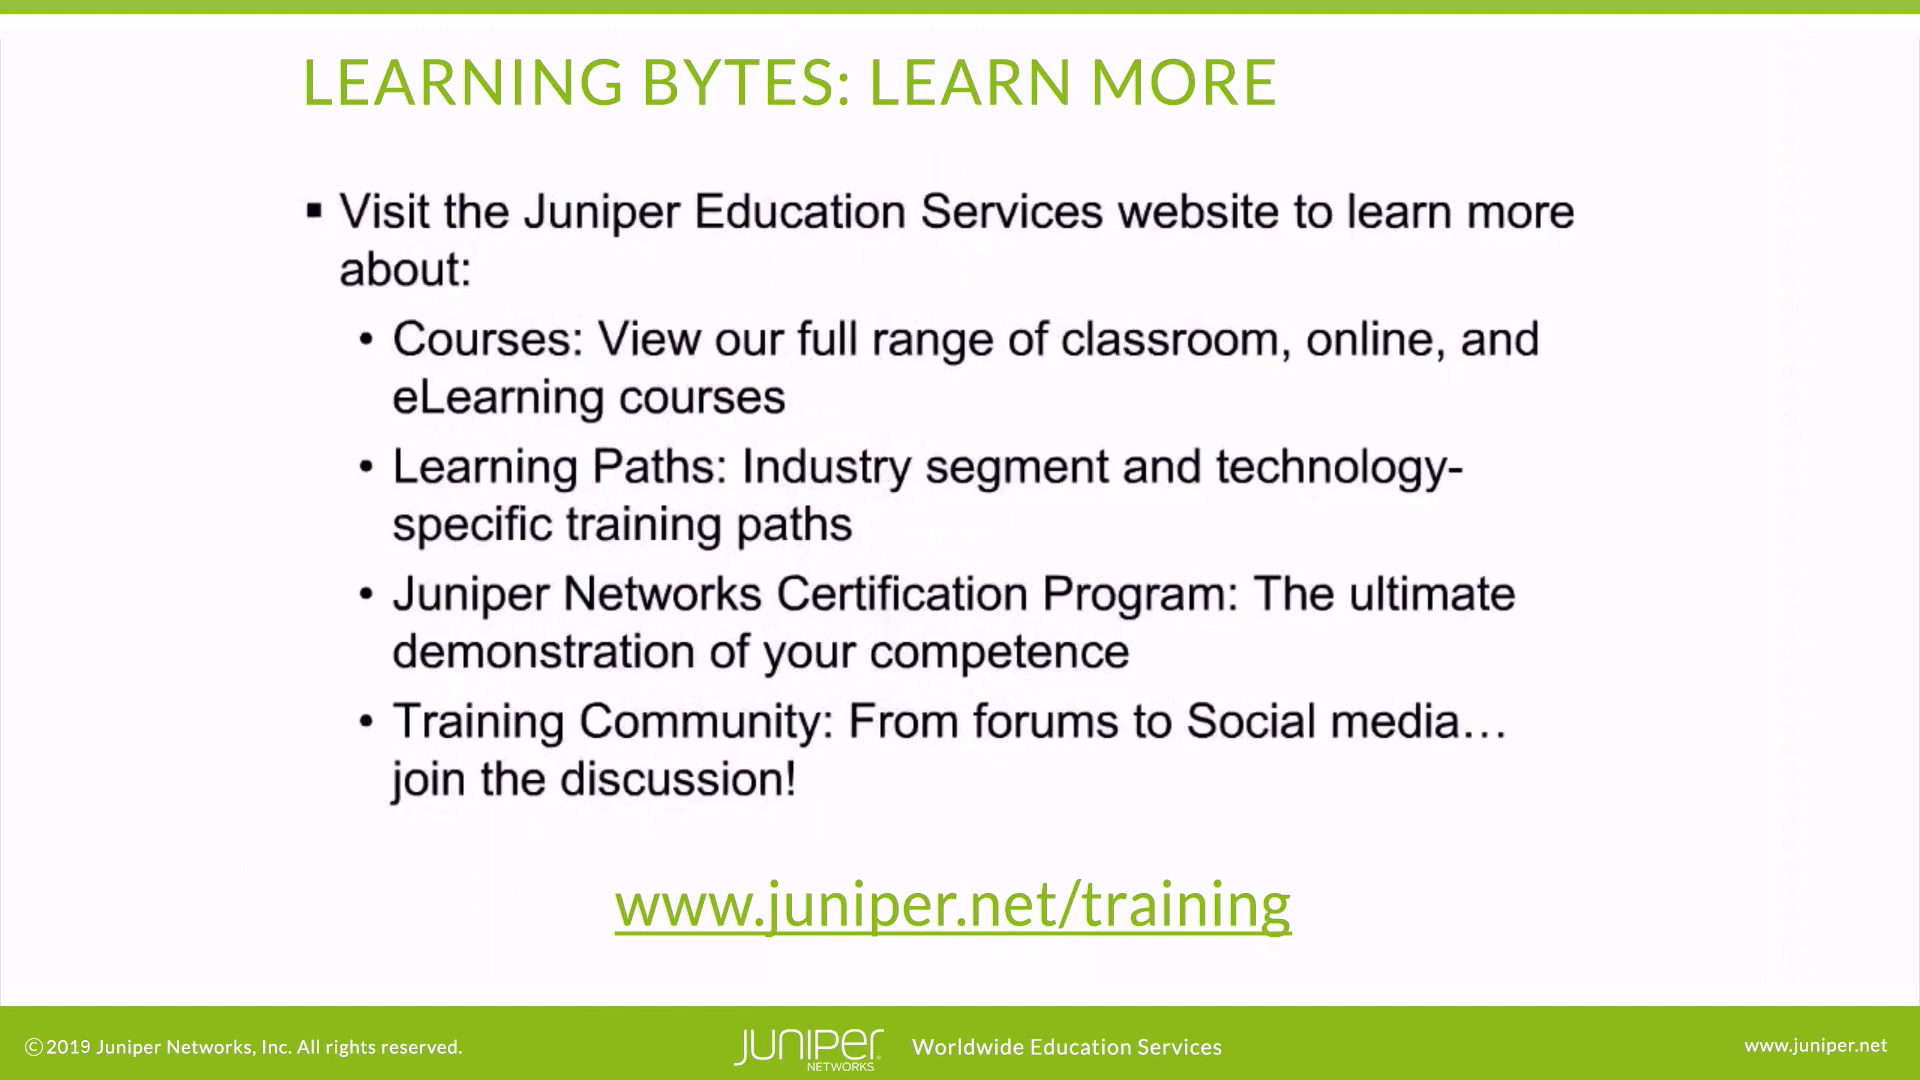 LEARNING BYTES: LEARN MORE
▪ Visit the Juniper Education Services website to learn more
about:
• Courses: View our full range of classroom, online, and
eLearning courses
• Learning Paths: Industry segment and technology-
specific training paths
• Juniper Networks Certification Program: The ultimate
demonstration of your competence
• Training Community: From forums to Social media…
join the discussion!
www.juniper.net/training
©2019 Juniper Networks, Inc. All rights reserved.
JUNIPER
NETWORKS
Worldwide Education Services
www.juniper.net